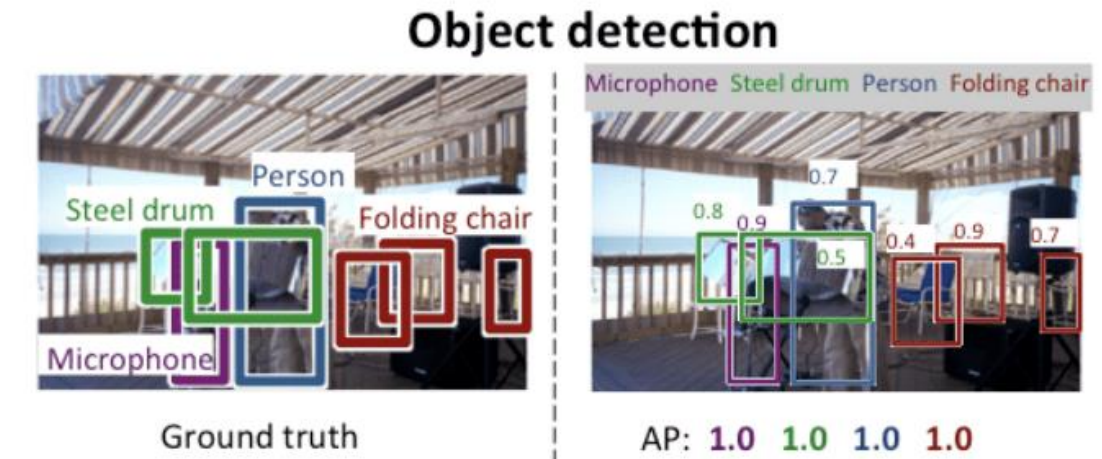 Object detection
Person
Steel drum
Folding chair
Microphone
Ground truth
Microphone Steel drum Person Folding chair
0.7
0.8
0.9
0.5
0.4
0.9
0.7
AP: 1.0 1.0 1.0 1.0